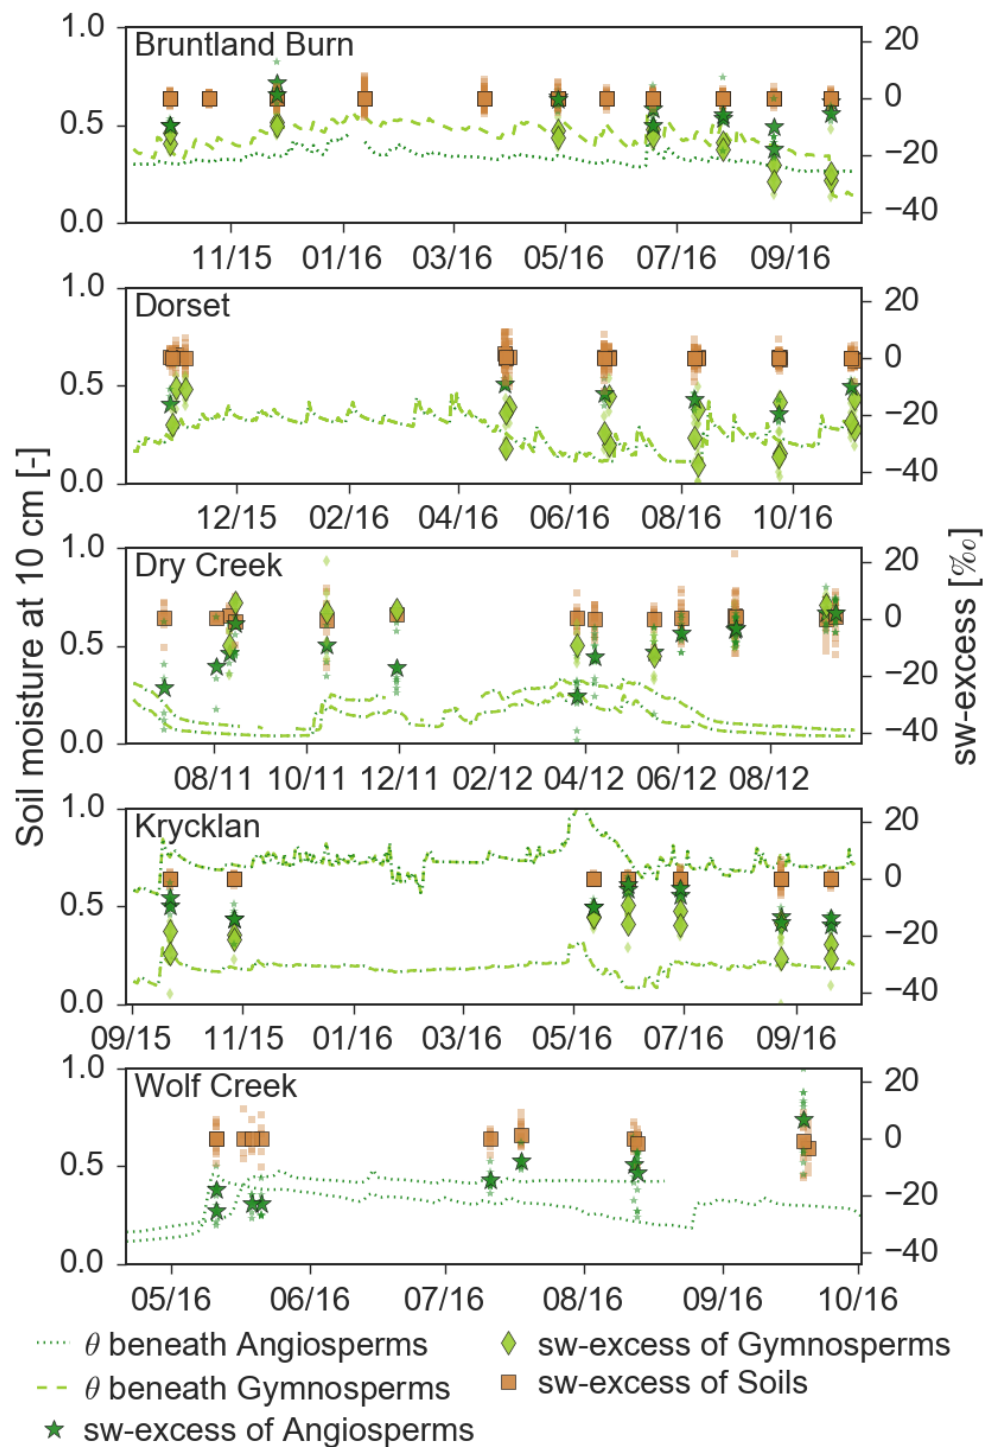 Soil moisture at 10 cm [-]
sw-excess [‰]
Bruntland Burn
1.0
0.5
0.0
20
0
−20
−40
11/15 01/16 03/16 05/16 07/16 09/16
Dorset
1.0
0.5
0.0
20
0
−20
−40
12/15 02/16 04/16 06/16 08/16 10/16
Dry Creek
1.0
0.5
0.0
20
0
−20
−40
08/11 10/11 12/11 02/12 04/12 06/12 08/12
Krycklan
1.0
0.5
0.0
20
0
−20
−40
09/15 11/15 01/16 03/16 05/16 07/16 09/16
Wolf Creek
1.0
0.5
0.0
20
0
−20
−40
05/16 06/16 07/16 08/16 09/16 10/16
θ beneath Angiosperms
θ beneath Gymnosperms
sw-excess of Angiosperms
sw-excess of Gymnosperms
sw-excess of Soils